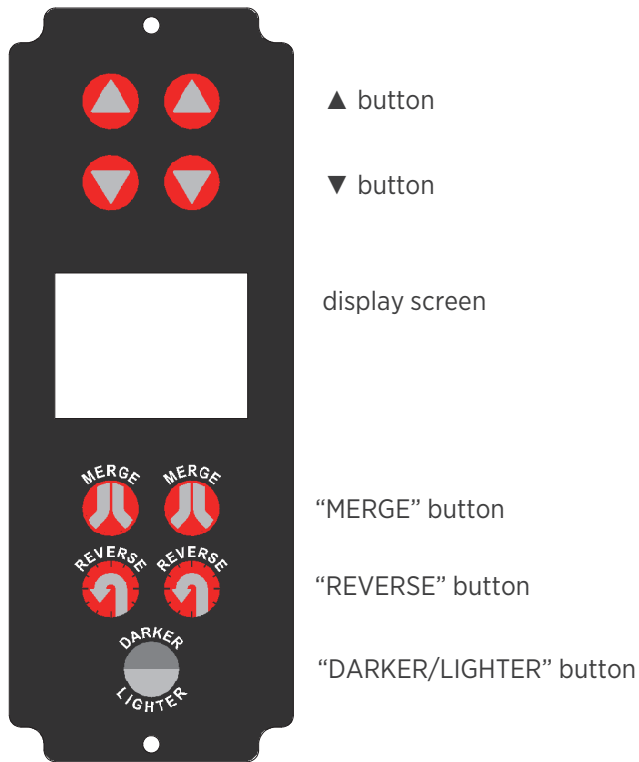 ▲ button
▼ button
display screen
MERGE MERGE
“MERGE” button
REVERSE REVERSE
“REVERSE” button
DARKER
LIGHTER
“DARKER/LIGHTER” button